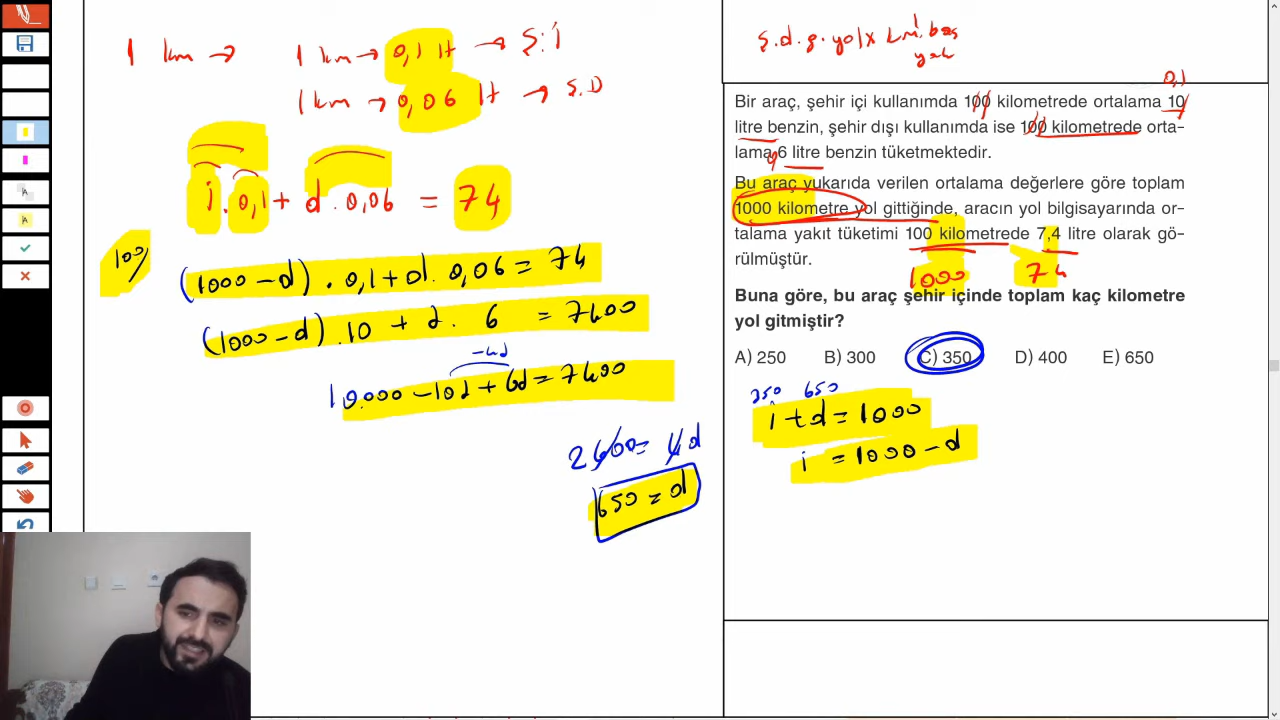 1 km → 1 km → 0,1 lt → Ş.İ
1 km → 0,06 lt → Ş.D
i . 0,1 + d . 0,06 = 74
100/
(1000 - d) . 0,1 + d . 0,06 = 74
(1000 - d) . 10 + d . 6 = 7400
-4d
10.000 - 10d + 6d = 7400
2600 = 4d
650 = d
ş.d.g.yol x 1 km. baş
yak
0,1
Bir araç, şehir içi kullanımda 100 kilometrede ortalama 10
litre benzin, şehir dışı kullanımda ise 100 kilometrede orta-
lama 6 litre benzin tüketmektedir.
Bu araç yukarıda verilen ortalama değerlere göre toplam
1000 kilometre yol gittiğinde, aracın yol bilgisayarında or-
talama yakıt tüketimi 100 kilometrede 7,4 litre olarak gö-
rülmüştür.
1000 74
Buna göre, bu araç şehir içinde toplam kaç kilometre
yol gitmiştir?
A) 250 B) 300 C) 350 D) 400 E) 650
350 650
i + d = 1000
i = 1000 - d